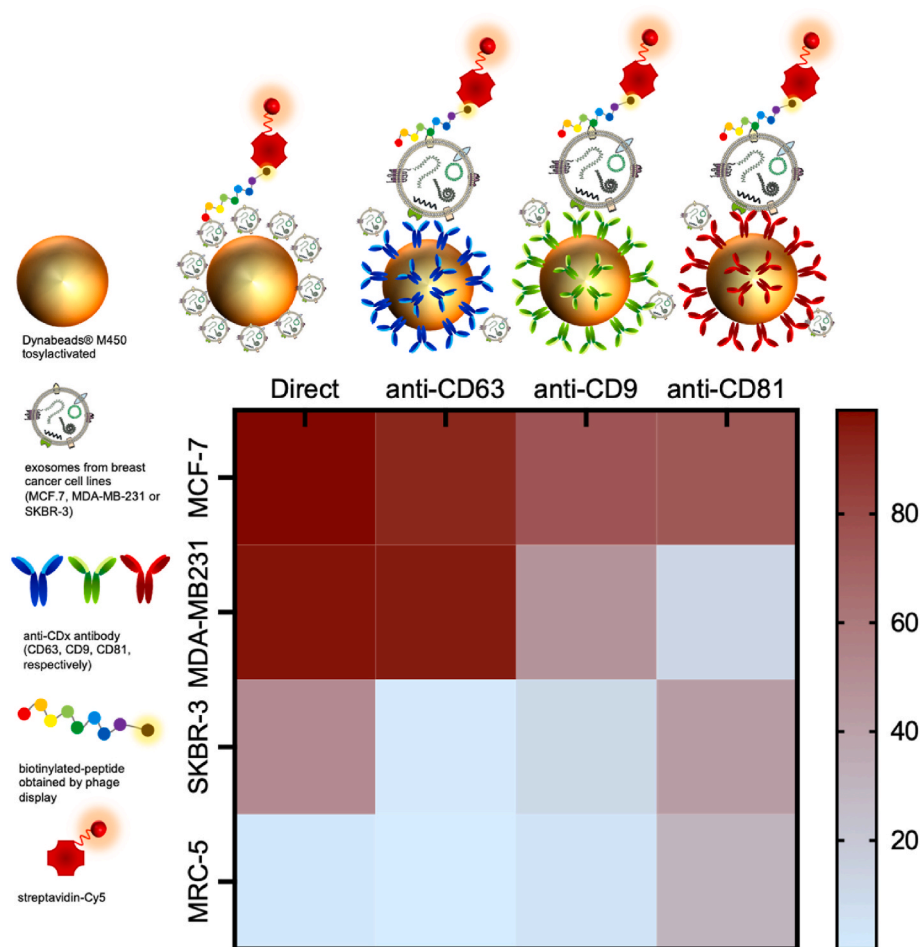 Dynabeads® M450
tosylactivated
exosomes from breast
cancer cell lines
(MCF.7, MDA-MB-231 or
SKBR-3)
anti-CDx antibody
(CD63, CD9, CD81,
respectively)
biotinylated-peptide
obtained by phage
display
streptavidin-Cy5
Direct anti-CD63 anti-CD9 anti-CD81
MCF-7
MDA-MB231
SKBR-3
MRC-5
80
60
40
20